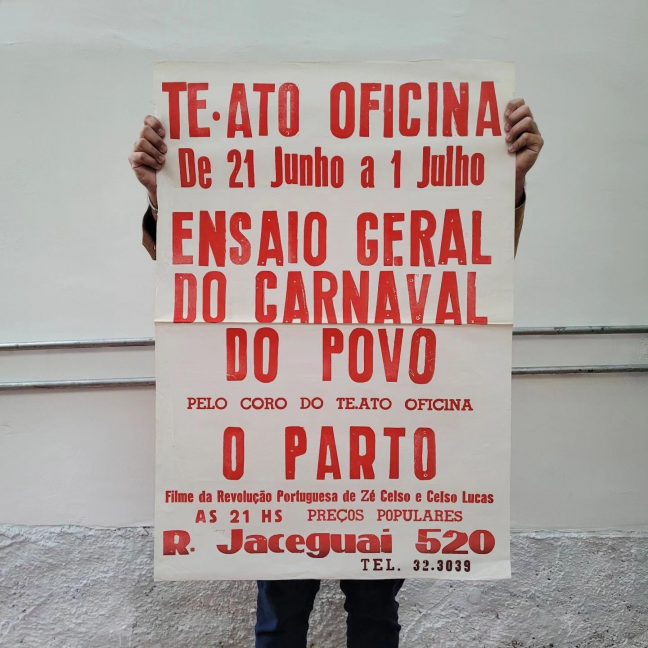 TE•ATO OFICINA
De 21 Junho a 1 Julho
ENSAIO GERAL
DO CARNAVAL
DO POVO
PELO CORO DO TE.ATO OFICINA
O PARTO
Filme da Revolução Portuguesa de Zé Celso e Celso Lucas
AS 21 HS PREÇOS POPULARES
R. Jaceguai 520
TEL. 32.3039